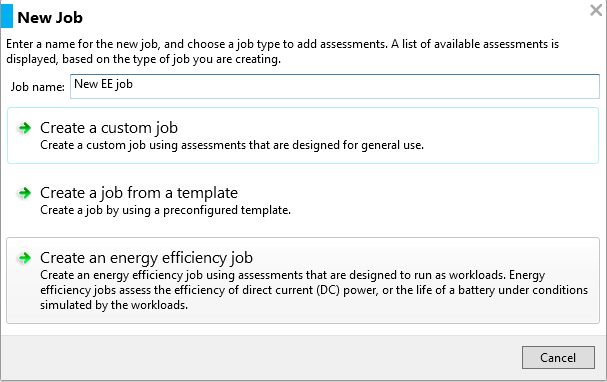 New Job
Enter a name for the new job, and choose a job type to add assessments. A list of available assessments is
displayed, based on the type of job you are creating.
Job name: New EE job
Create a custom job
Create a custom job using assessments that are designed for general use.
Create a job from a template
Create a job by using a preconfigured template.
Create an energy efficiency job
Create an energy efficiency job using assessments that are designed to run as workloads. Energy
efficiency jobs assess the efficiency of direct current (DC) power, or the life of a battery under conditions
simulated by the workloads.
Cancel